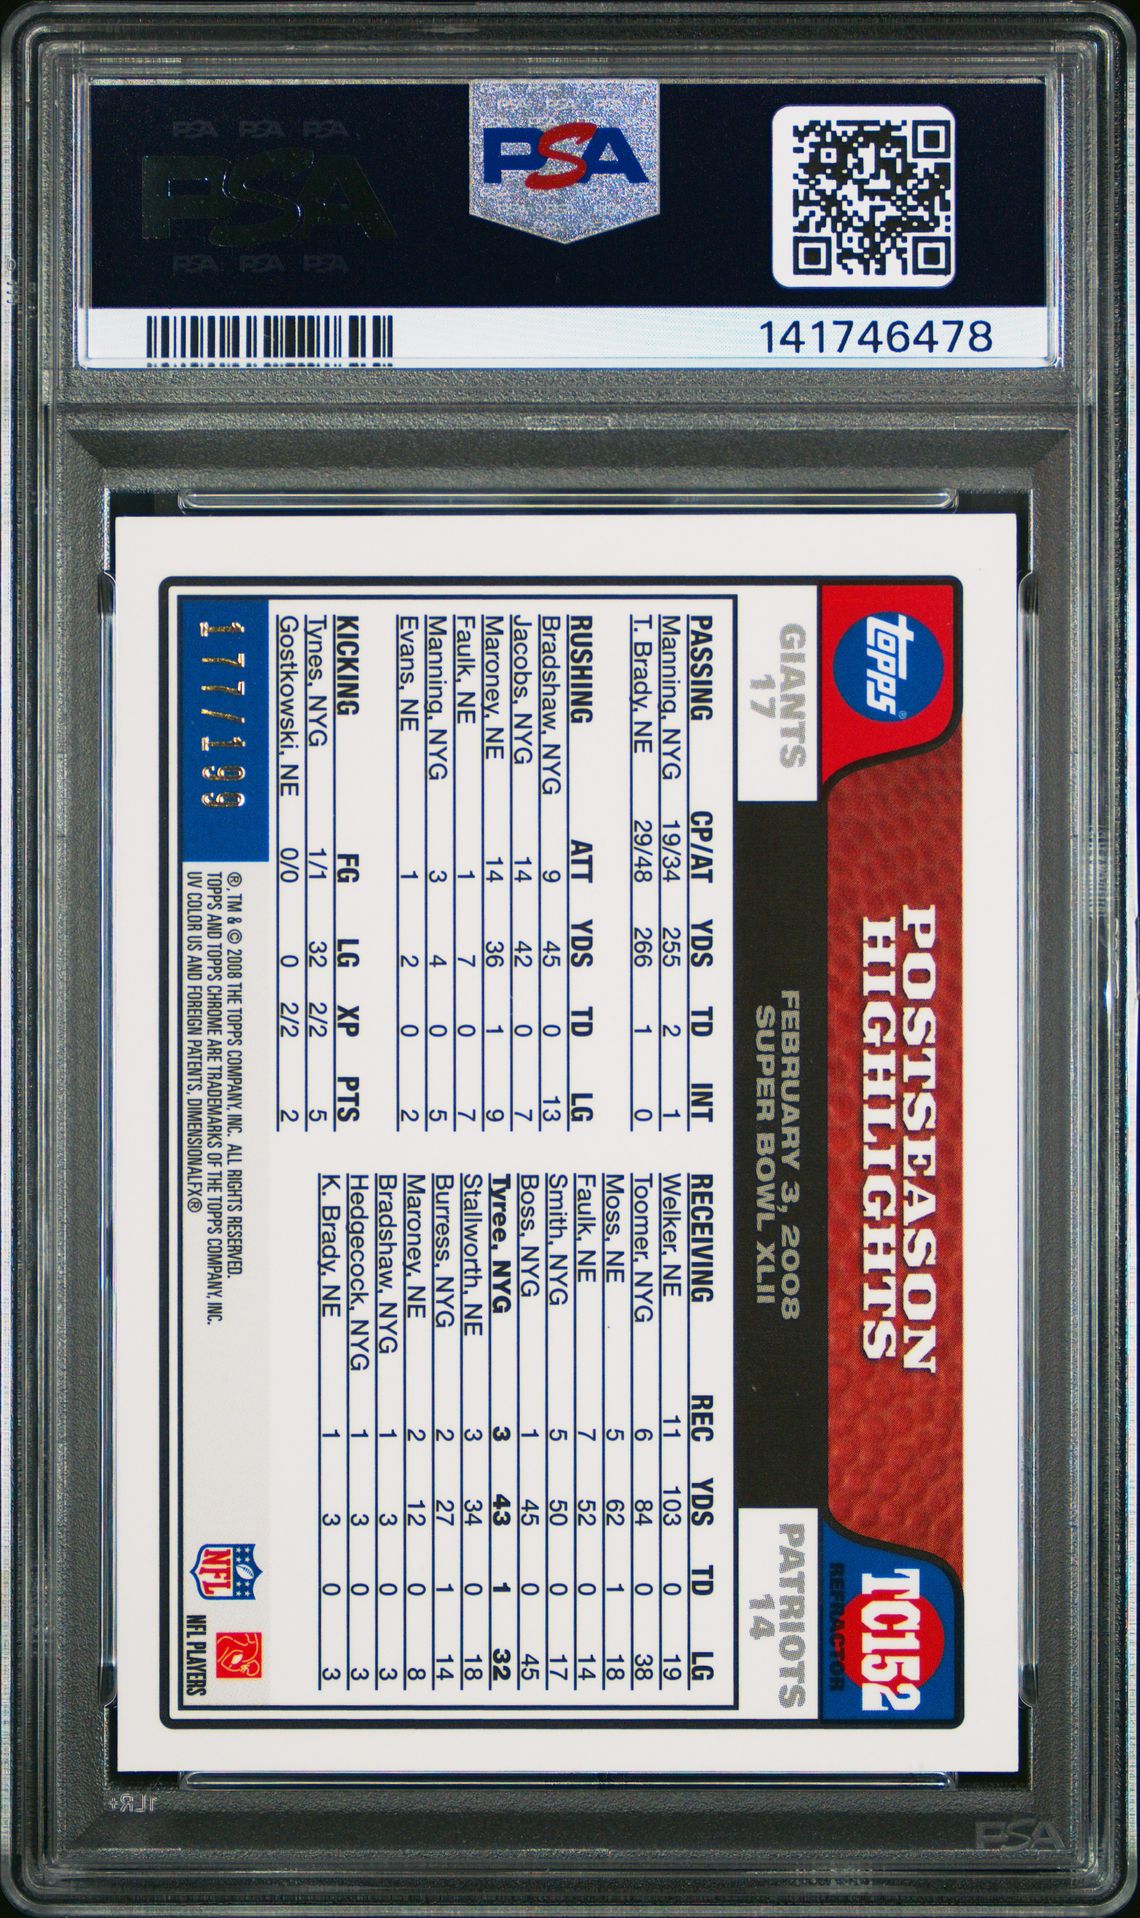 PSA PSA PSA
PSA
PSA PSA PSA
PSA
141746478
topps®
POSTSEASON
HIGHLIGHTS
TC152
REFRACTOR
GIANTS
17
FEBRUARY 3, 2008
SUPER BOWL XLII
PATRIOTS
14
PASSING CP/AT YDS TD INT
Manning, NYG 19/34 255 2 1
T. Brady, NE 29/48 266 1 0
RUSHING ATT YDS TD LG
Bradshaw, NYG 9 45 0 13
Jacobs, NYG 14 42 0 7
Maroney, NE 14 36 1 9
Faulk, NE 1 7 0 7
Manning, NYG 3 4 0 5
Evans, NE 1 2 0 2
KICKING FG LG XP PTS
Tynes, NYG 1/1 32 2/2 5
Gostkowski, NE 0/0 0 2/2 2
RECEIVING REC YDS TD LG
Welker, NE 11 103 0 19
Toomer, NYG 6 84 0 38
Moss, NE 5 62 1 18
Faulk, NE 7 52 0 14
Smith, NYG 5 50 0 17
Boss, NYG 1 45 0 45
Tyree, NYG 3 43 1 32
Stallworth, NE 3 34 0 18
Burress, NYG 2 27 1 14
Maroney, NE 2 12 0 8
Bradshaw, NYG 1 3 0 3
Hedgecock, NYG 1 3 0 3
K. Brady, NE 1 3 0 3
177/199
®, TM & © 2008 THE TOPPS COMPANY, INC. ALL RIGHTS RESERVED.
TOPPS AND TOPPS CHROME ARE TRADEMARKS OF THE TOPPS COMPANY, INC.
UV COLOR US AND FOREIGN PATENTS, DIMENSIONALFX®
NFL
NFL PLAYERS
1LR+
PSA